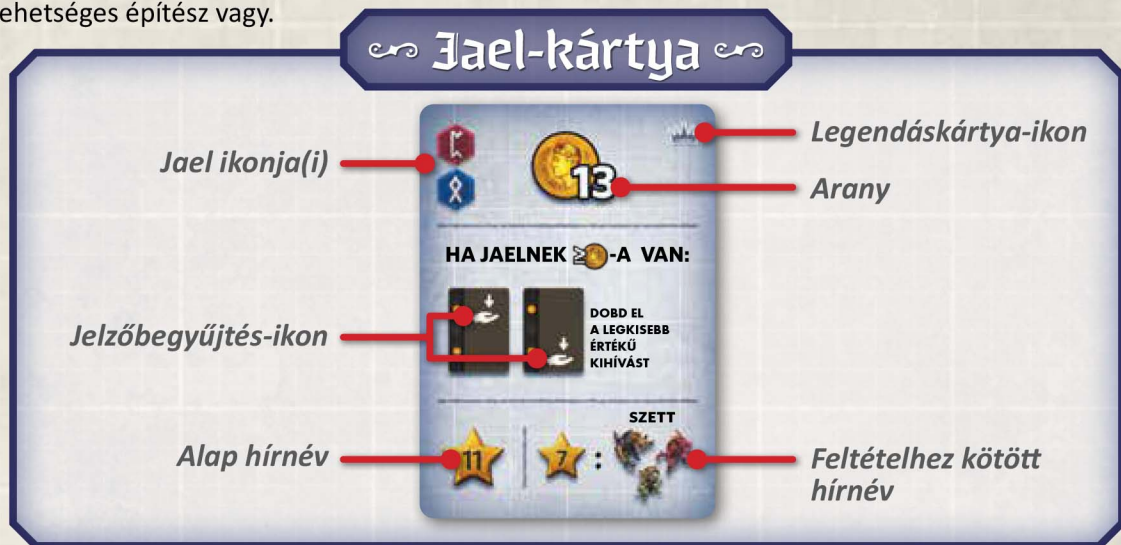 ehetséges építész vagy.
Jael-kártya
Jael ikonja(i)
Legendáskártya-ikon
13
Arany
HA JAELNEK ≥-A VAN:
Jelzőbegyűjtés-ikon
DOBD EL
A LEGKISEBB
ÉRTÉKŰ
KIHÍVÁST
SZETT
Alap hírnév
11
7 :
Feltételhez kötött
hírnév